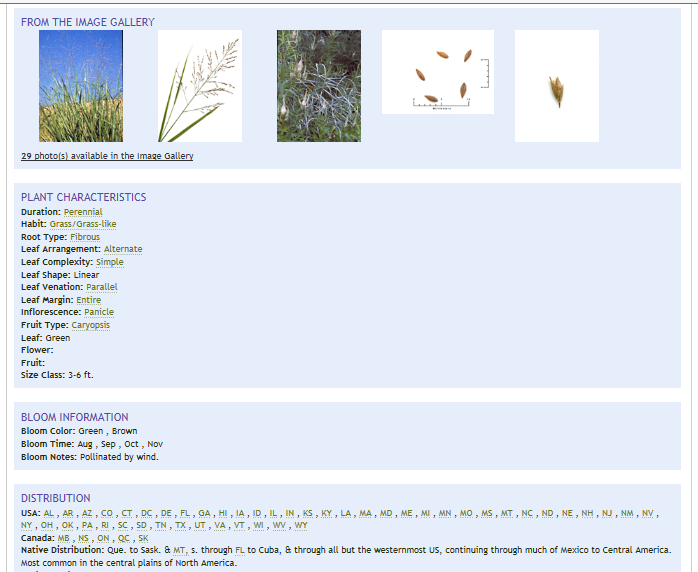 FROM THE IMAGE GALLERY
29 photo(s) available in the Image Gallery
PLANT CHARACTERISTICS
Duration: Perennial
Habit: Grass/Grass-like
Root Type: Fibrous
Leaf Arrangement: Alternate
Leaf Complexity: Simple
Leaf Shape: Linear
Leaf Venation: Parallel
Leaf Margin: Entire
Inflorescence: Panicle
Fruit Type: Caryopsis
Leaf: Green
Flower:
Fruit:
Size Class: 3-6 ft.
BLOOM INFORMATION
Bloom Color: Green , Brown
Bloom Time: Aug , Sep , Oct , Nov
Bloom Notes: Pollinated by wind.
DISTRIBUTION
USA: AL , AR , AZ , CO , CT , DC , DE , FL , GA , HI , IA , ID , IL , IN , KS , KY , LA , MA , MD , ME , MI , MN , MO , MS , MT , NC , ND , NE , NH , NJ , NM , NV ,
NY , OH , OK , PA , RI , SC , SD , TN , TX , UT , VA , VT , WI , WV , WY
Canada: MB , NS , ON , QC , SK
Native Distribution: Que. to Sask. & MT, s. through FL to Cuba, & through all but the westernmost US, continuing through much of Mexico to Central America.
Most common in the central plains of North America.